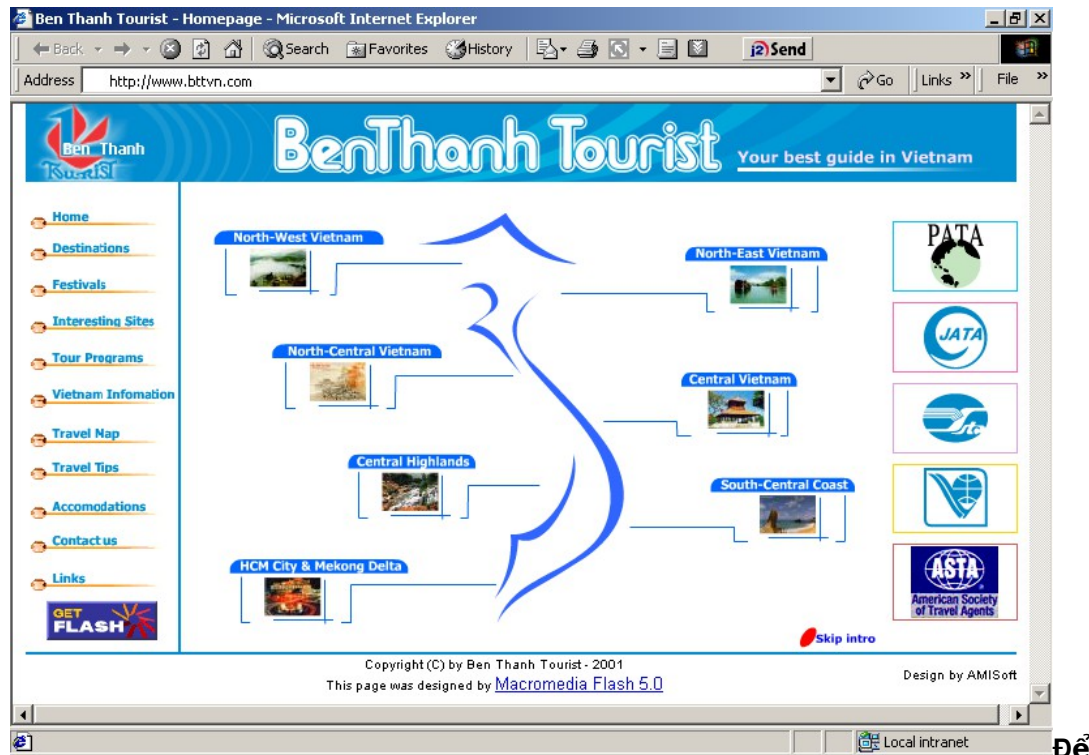 Ben Thanh Tourist - Homepage - Microsoft Internet Explorer
Back Search Favorites History j2 Send
Address http://www.bttvn.com Go Links » File »
Ben Thanh
Tourist
BenThanh Tourist Your best guide in Vietnam
Home
Destinations
Festivals
Interesting Sites
Tour Programs
Vietnam Infomation
Travel Map
Travel Tips
Accomodations
Contact us
Links
GET
FLASH
North-West Vietnam
North-East Vietnam
North-Central Vietnam
Central Vietnam
Central Highlands
South-Central Coast
HCM City & Mekong Delta
Skip intro
PATA
JATA
ASTA
American Society
of Travel Agents
Copyright (C) by Ben Thanh Tourist - 2001
This page was designed by Macromedia Flash 5.0
Design by AMISoft
Local intranet
Để